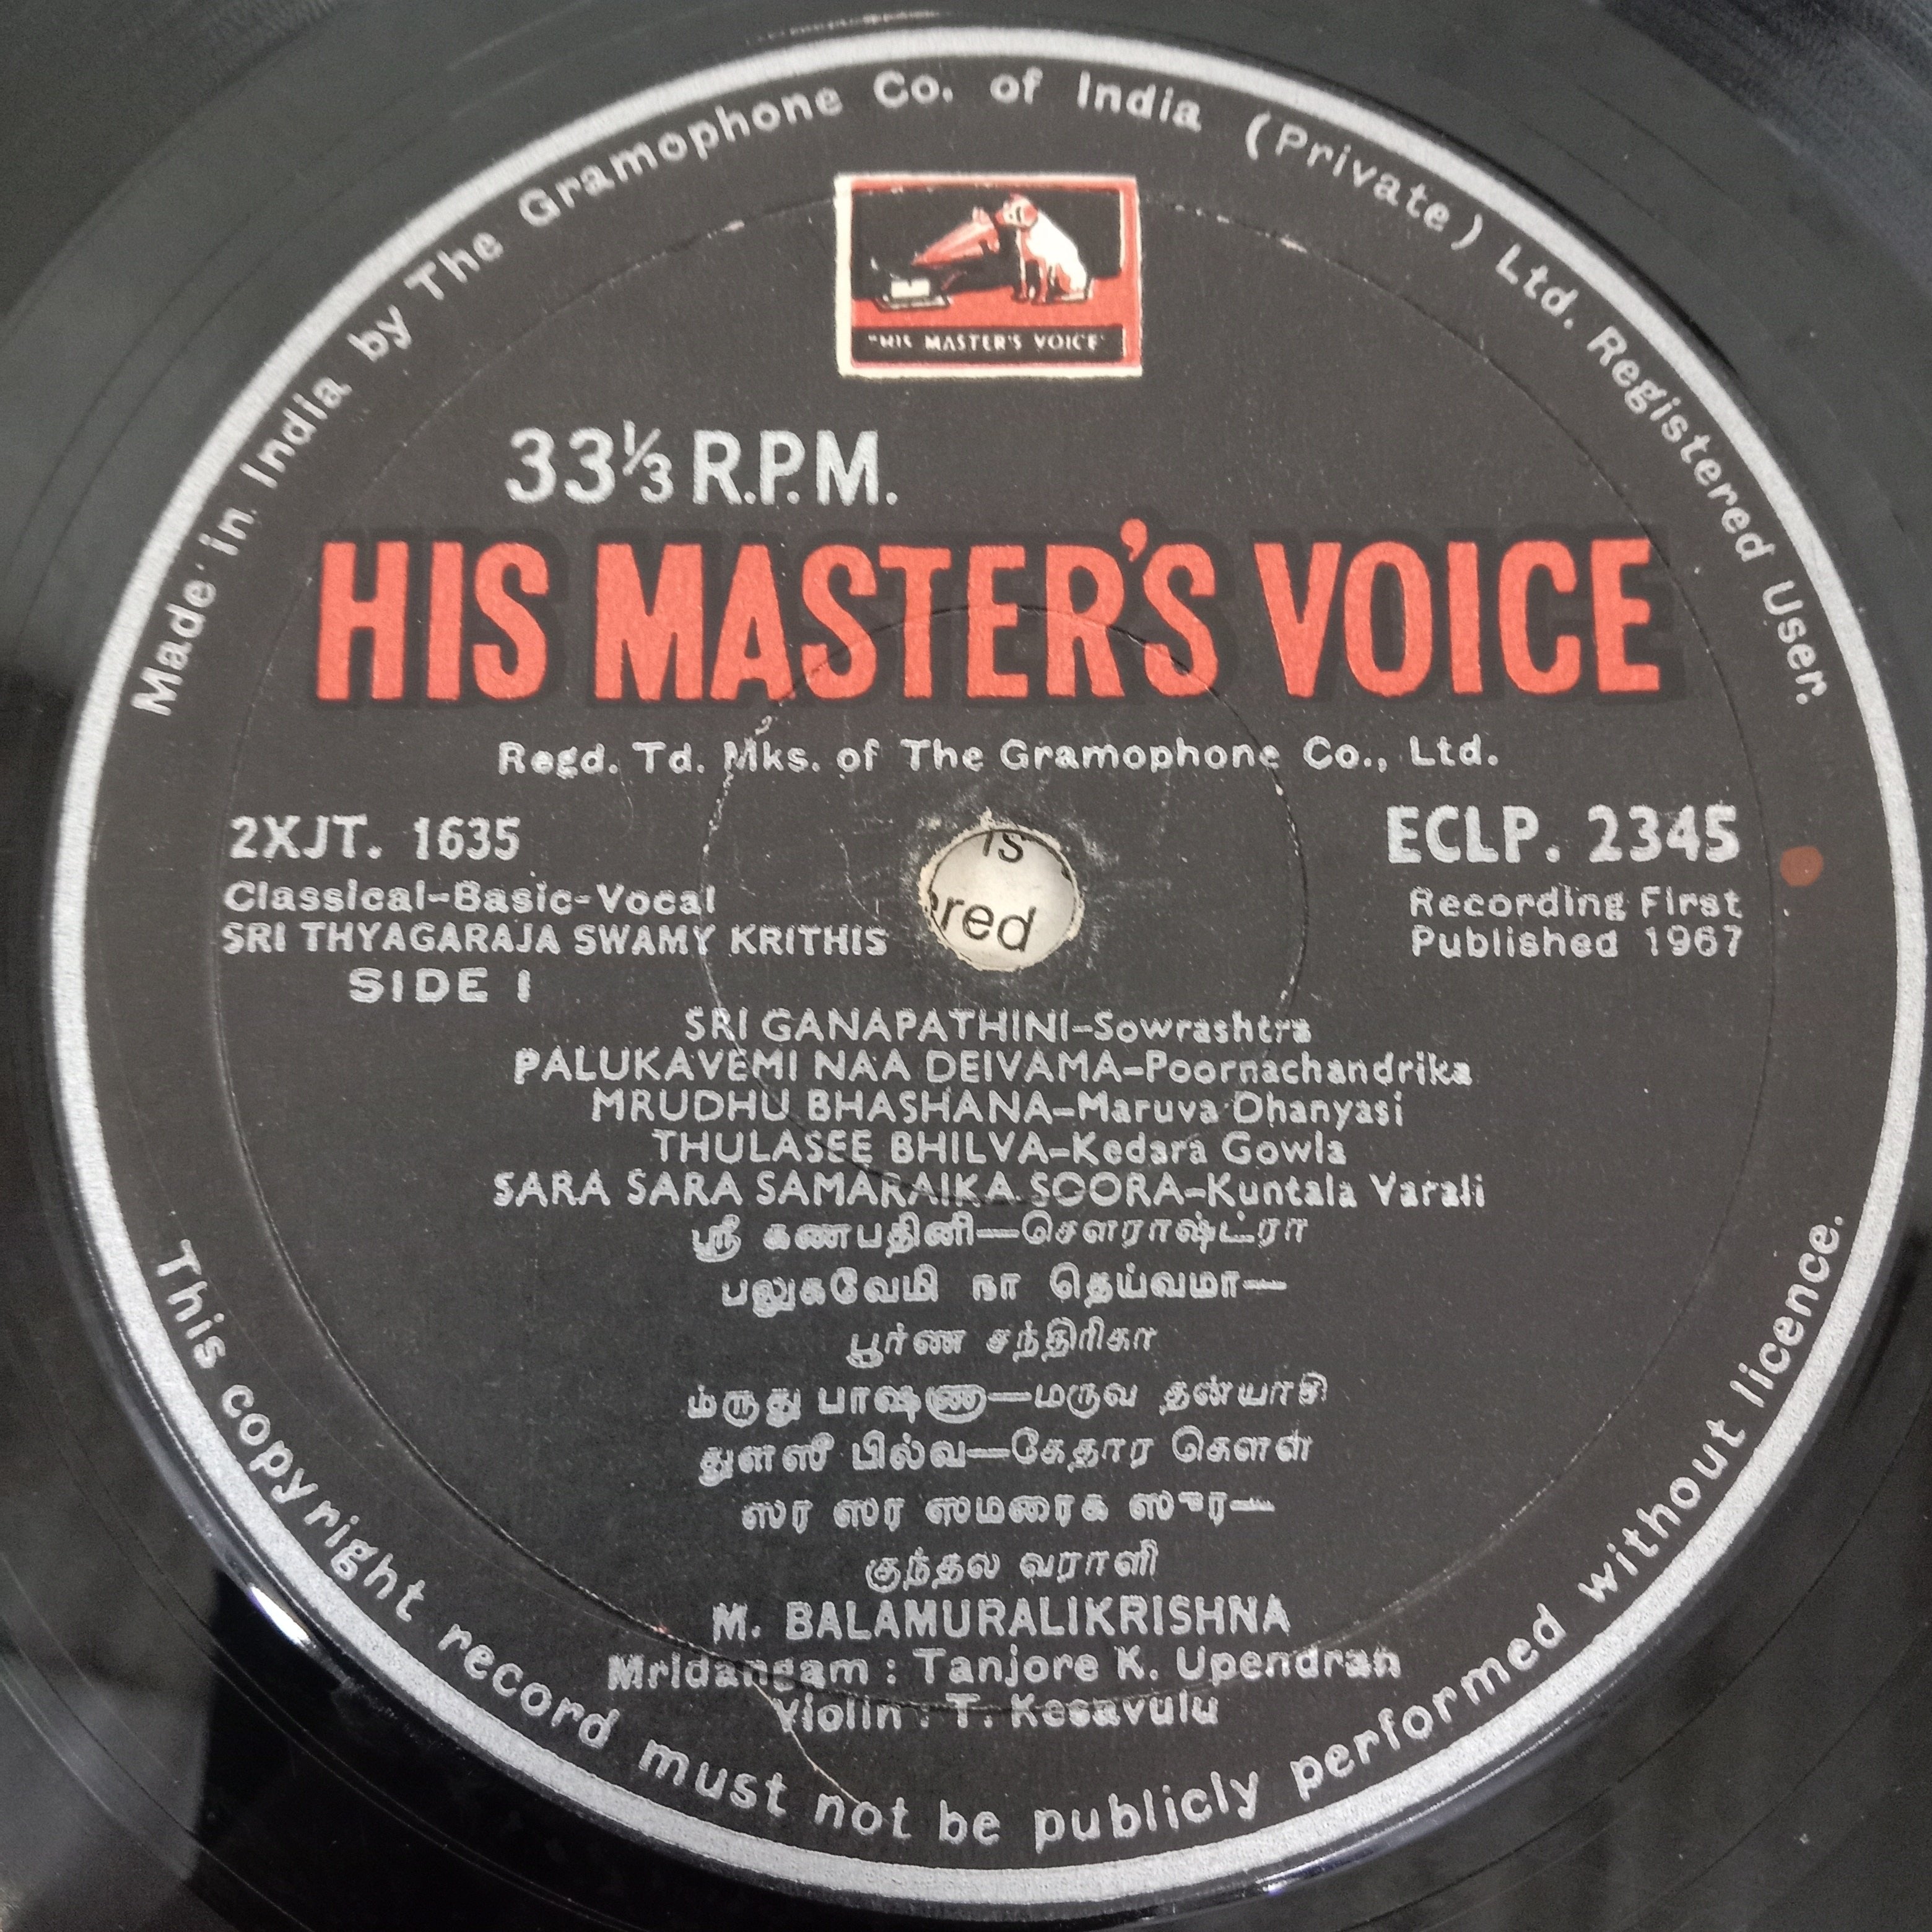 Made in India by The Gramophone Co. of India (Private) Ltd. Registered User.
"HIS MASTER'S VOICE"
33⅓ R.P.M.
HIS MASTER'S VOICE
Regd. Td. Mks. of The Gramophone Co., Ltd.
2XJT. 1635
ECLP. 2345
Classical-Basic-Vocal
SRI THYAGARAJA SWAMY KRITHIS
SIDE 1
Recording First
Published 1967
is
ered
SRI GANAPATHINI-Sowrashtra
PALUKAVEMI NAA DEIVAMA-Poornachandrika
MRUDHU BHASHANA-Maruva Dhanyasi
THULASEE BHILVA-Kedara Gowla
SARA SARA SAMARAIKA SOORA-Kuntala Varali
ஸ்ரீ கணபதினி—சௌராஷ்ட்ரா
பலுகவேமி நா தெய்வமா—
பூர்ண சந்திரிகா
ம்ருது பாஷணா—மருவ தன்யாசி
துளஸீ பில்வ—கேதார கௌள
ஸர ஸர ஸமரைக ஸூர—
குந்தல வராளி
M. BALAMURALIKRISHNA
Mridangam : Tanjore K. Upendran
Violin : T. Kesavulu
This copyright record must not be publicly performed without licence.